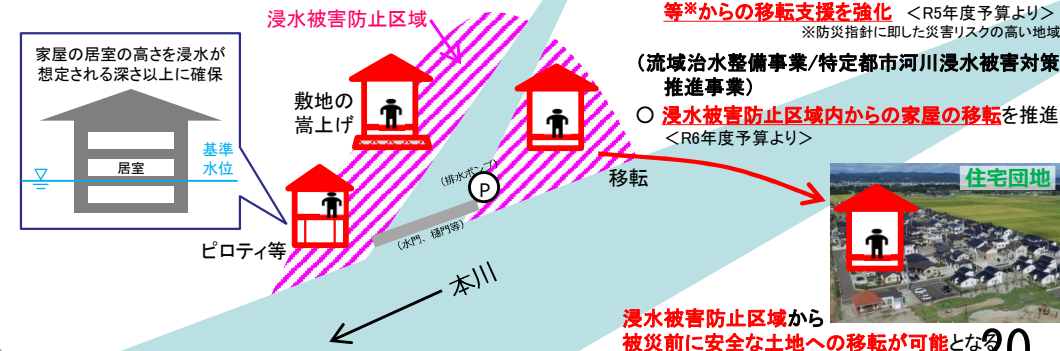 浸水被害防止区域
家屋の居室の高さを浸水が
想定される深さ以上に確保
居室
基準
水位
敷地の
嵩上げ
ピロティ等
(排水ポンプ)
P
(水門、樋門等)
本川
移転
等※からの移転支援を強化 <R5年度予算より>
※防災指針に即した災害リスクの高い地域
(流域治水整備事業/特定都市河川浸水被害対策
推進事業)
○ 浸水被害防止区域内からの家屋の移転を推進
<R6年度予算より>
住宅団地
浸水被害防止区域から
被災前に安全な土地への移転が可能となる